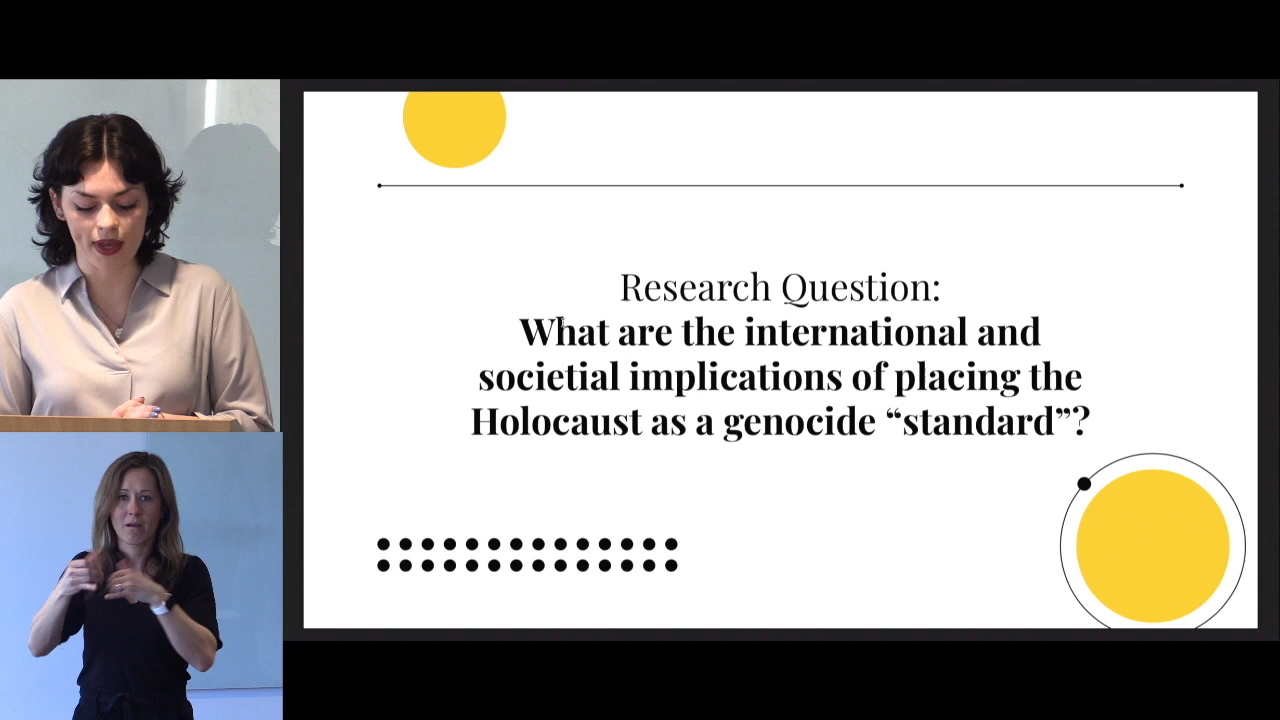 Research Question:
What are the international and
societial implications of placing the
Holocaust as a genocide “standard”?